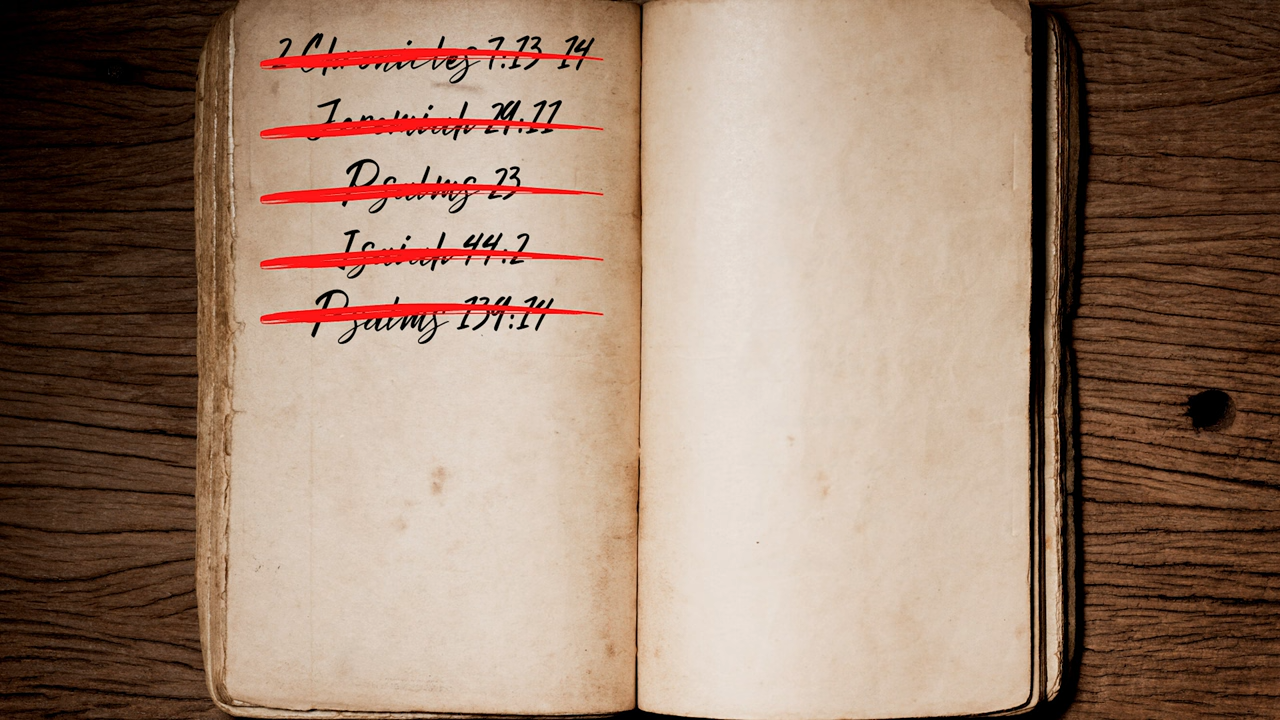 2 Chronicles 7:13-14
Jeremiah 29:11
Psalms 23
Isaiah 44:2
Psalms 139:14